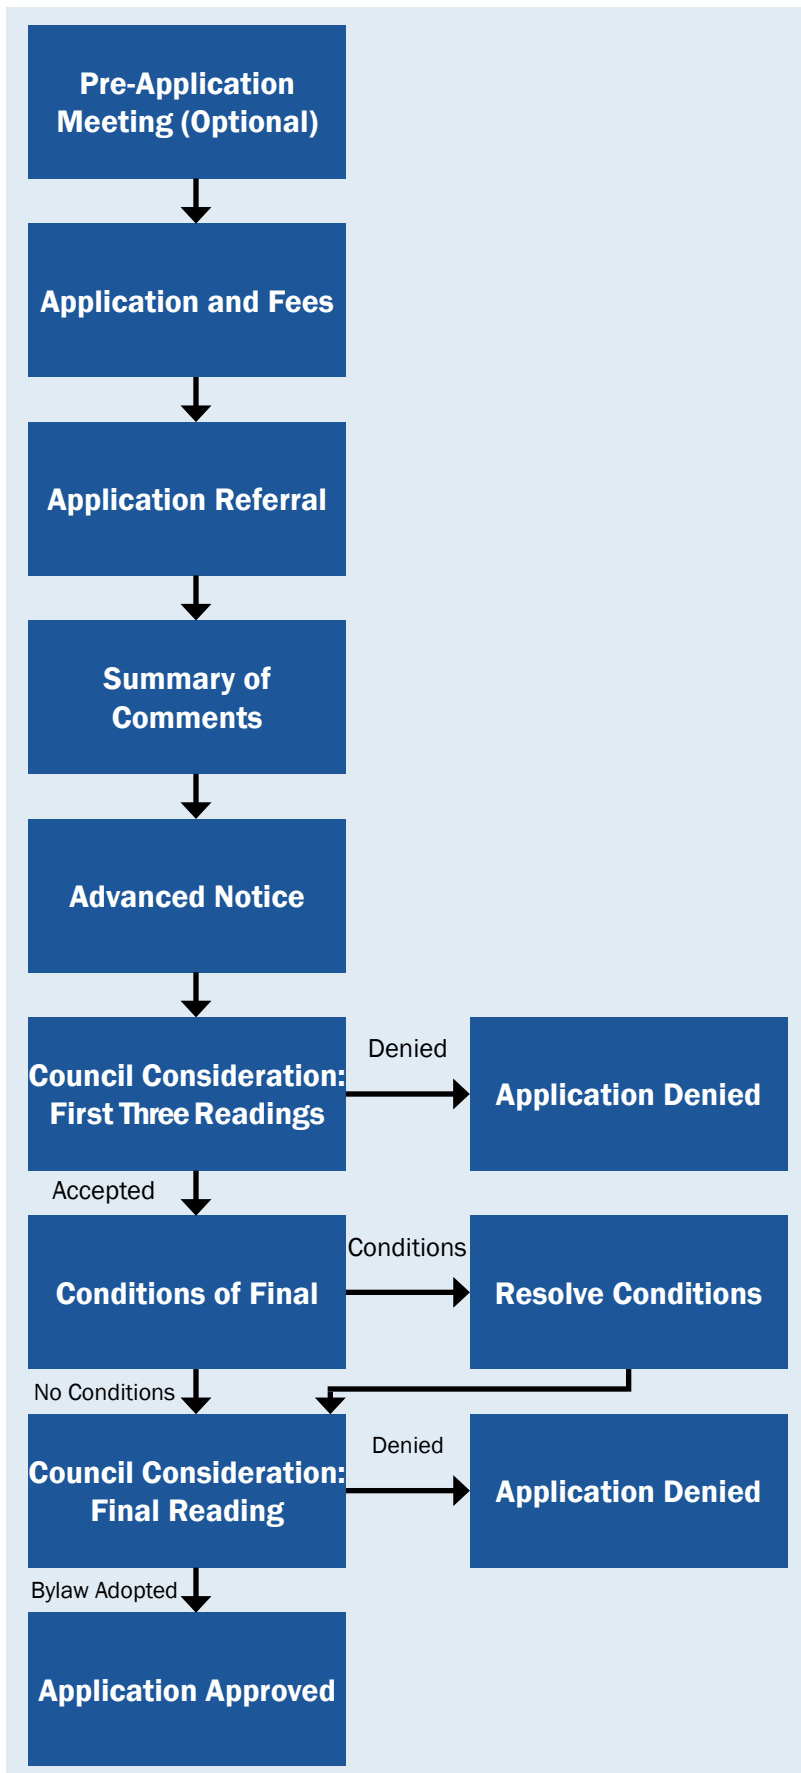 Pre-Application
Meeting (Optional)
Application and Fees
Application Referral
Summary of
Comments
Advanced Notice
Council Consideration:
First Three Readings
Denied
Application Denied
Accepted
Conditions of Final
Conditions
Resolve Conditions
No Conditions
Council Consideration:
Final Reading
Denied
Application Denied
Bylaw Adopted
Application Approved